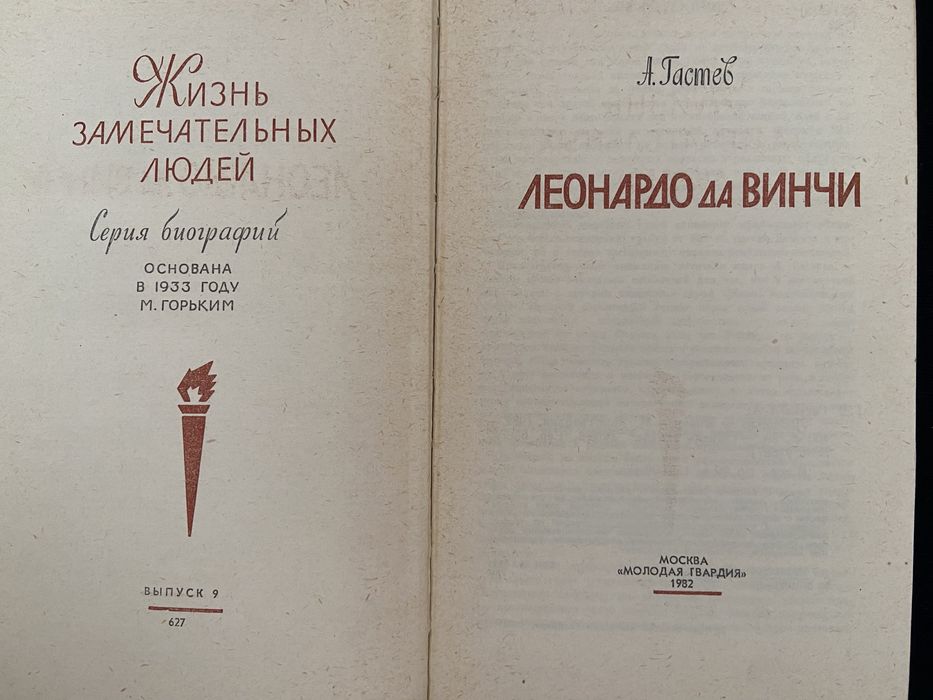 Жизнь
замечательных
людей
Серия биографий
ОСНОВАНА
В 1933 ГОДУ
М. ГОРЬКИМ
ВЫПУСК 9
627
А. Гастев
ЛЕОНАРДО ДА ВИНЧИ
МОСКВА
«МОЛОДАЯ ГВАРДИЯ»
1982